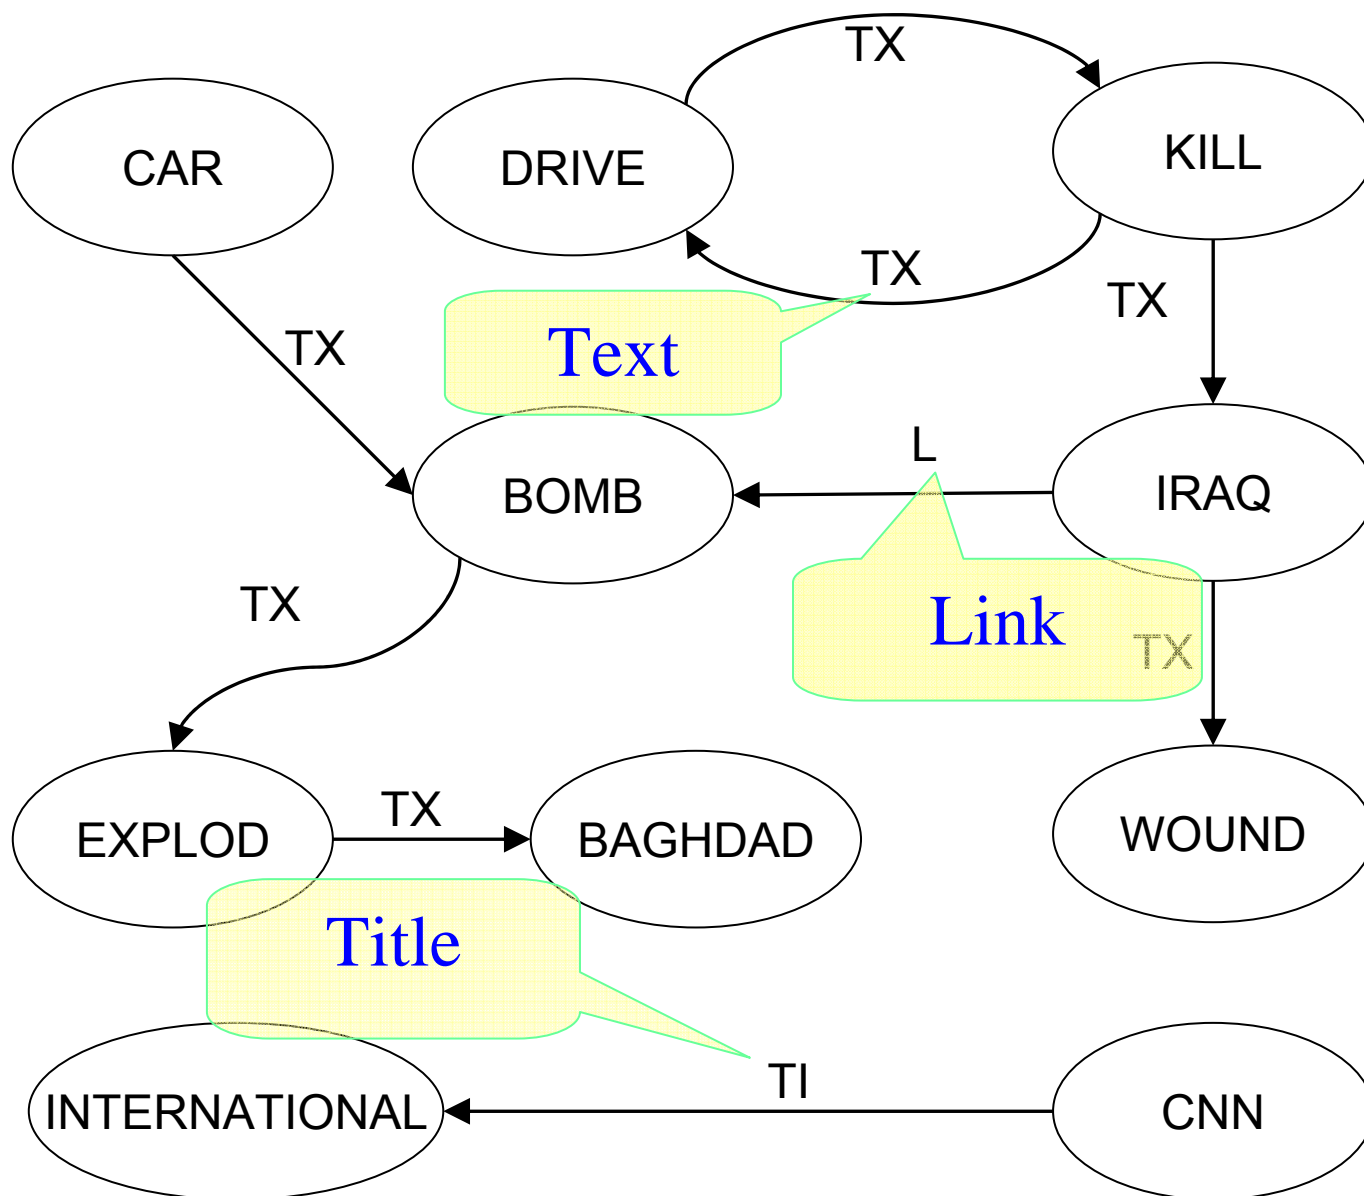 TX
CAR
DRIVE
KILL
TX
TX
TX
Text
L
BOMB
IRAQ
TX
Link
TX
TX
EXPLOD
BAGHDAD
WOUND
Title
TI
INTERNATIONAL
CNN